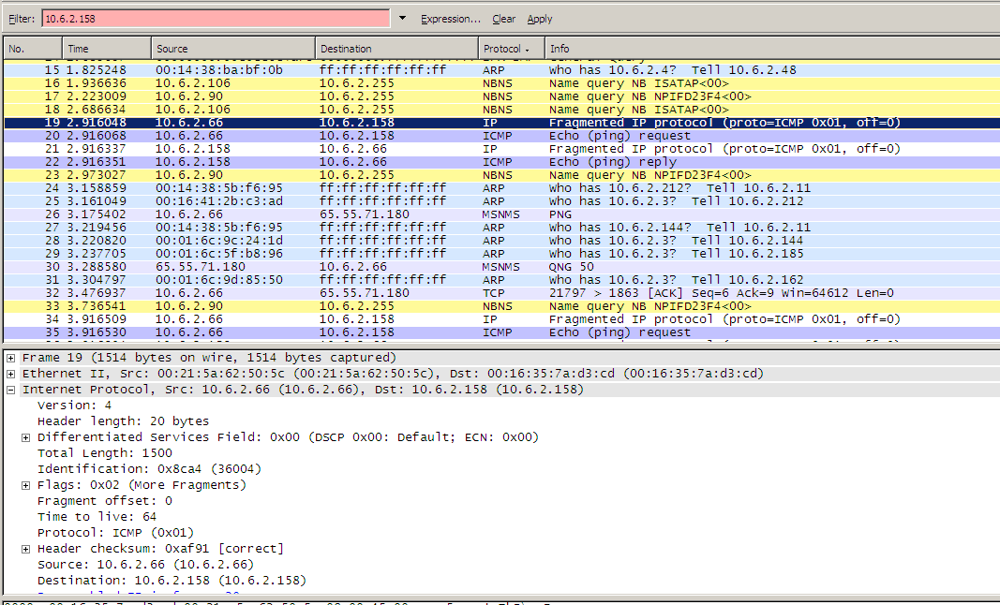 Filter: 10.6.2.158 Expression... Clear Apply
No. Time Source Destination Protocol Info
15 1.825248 00:14:38:ba:bf:0b ff:ff:ff:ff:ff:ff ARP Who has 10.6.2.4? Tell 10.6.2.48
16 1.936636 10.6.2.106 10.6.2.255 NBNS Name query NB ISATAP<00>
17 2.223009 10.6.2.90 10.6.2.255 NBNS Name query NB NPIFD23F4<00>
18 2.686634 10.6.2.106 10.6.2.255 NBNS Name query NB ISATAP<00>
19 2.916048 10.6.2.66 10.6.2.158 IP Fragmented IP protocol (proto=ICMP 0x01, off=0)
20 2.916068 10.6.2.66 10.6.2.158 ICMP Echo (ping) request
21 2.916337 10.6.2.158 10.6.2.66 IP Fragmented IP protocol (proto=ICMP 0x01, off=0)
22 2.916351 10.6.2.158 10.6.2.66 ICMP Echo (ping) reply
23 2.973027 10.6.2.90 10.6.2.255 NBNS Name query NB NPIFD23F4<00>
24 3.158859 00:14:38:5b:f6:95 ff:ff:ff:ff:ff:ff ARP Who has 10.6.2.212? Tell 10.6.2.11
25 3.161049 00:16:41:2b:c3:ad ff:ff:ff:ff:ff:ff ARP Who has 10.6.2.3? Tell 10.6.2.212
26 3.175402 10.6.2.66 65.55.71.180 MSNMS PNG
27 3.219456 00:14:38:5b:f6:95 ff:ff:ff:ff:ff:ff ARP Who has 10.6.2.144? Tell 10.6.2.11
28 3.220820 00:01:6c:9c:24:1d ff:ff:ff:ff:ff:ff ARP Who has 10.6.2.3? Tell 10.6.2.144
29 3.237705 00:01:6c:5f:b8:96 ff:ff:ff:ff:ff:ff ARP Who has 10.6.2.3? Tell 10.6.2.185
30 3.288580 65.55.71.180 10.6.2.66 MSNMS QNG 50
31 3.304797 00:01:6c:9d:85:50 ff:ff:ff:ff:ff:ff ARP Who has 10.6.2.3? Tell 10.6.2.162
32 3.476937 10.6.2.66 65.55.71.180 TCP 21797 > 1863 [ACK] Seq=6 Ack=9 Win=64612 Len=0
33 3.736541 10.6.2.90 10.6.2.255 NBNS Name query NB NPIFD23F4<00>
34 3.916509 10.6.2.66 10.6.2.158 IP Fragmented IP protocol (proto=ICMP 0x01, off=0)
35 3.916530 10.6.2.66 10.6.2.158 ICMP Echo (ping) request
Frame 19 (1514 bytes on wire, 1514 bytes captured)
Ethernet II, Src: 00:21:5a:62:50:5c (00:21:5a:62:50:5c), Dst: 00:16:35:7a:d3:cd (00:16:35:7a:d3:cd)
Internet Protocol, Src: 10.6.2.66 (10.6.2.66), Dst: 10.6.2.158 (10.6.2.158)
Version: 4
Header length: 20 bytes
Differentiated Services Field: 0x00 (DSCP 0x00: Default; ECN: 0x00)
Total Length: 1500
Identification: 0x8ca4 (36004)
Flags: 0x02 (More Fragments)
Fragment offset: 0
Time to live: 64
Protocol: ICMP (0x01)
Header checksum: 0xaf91 [correct]
Source: 10.6.2.66 (10.6.2.66)
Destination: 10.6.2.158 (10.6.2.158)